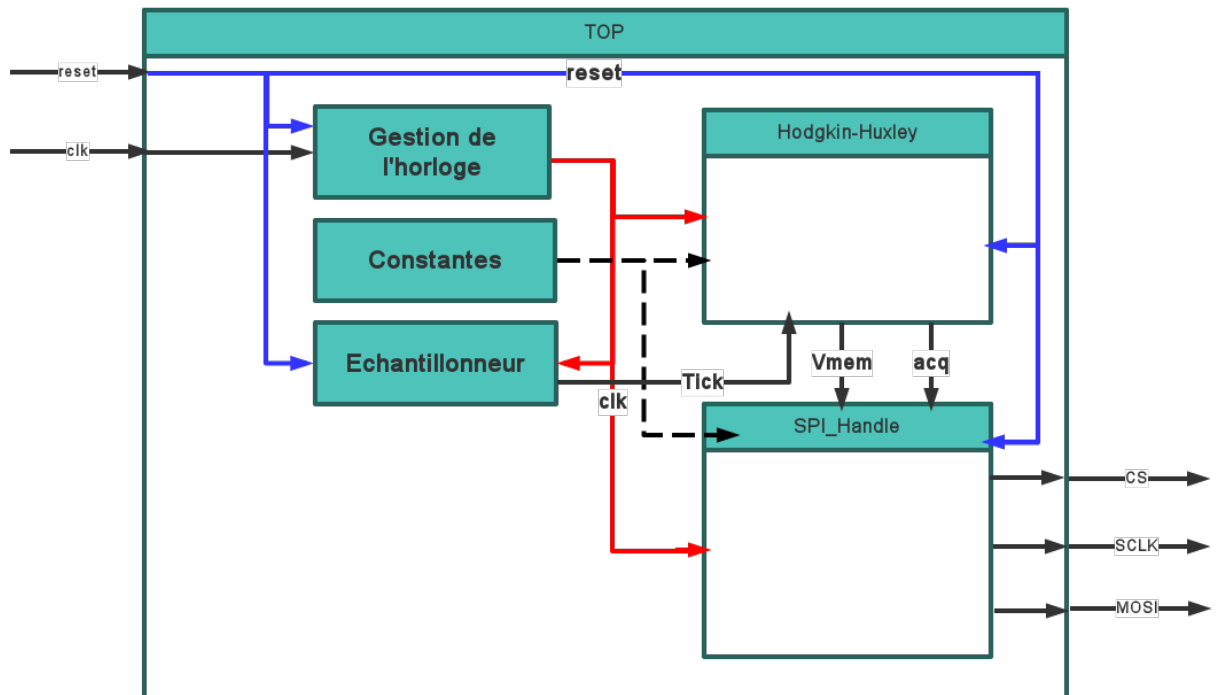 TOP
reset
reset
clk
Gestion de
l'horloge
Hodgkin-Huxley
Constantes
Echantillonneur
Tick
clk
Vmem
acq
SPI_Handle
CS
SCLK
MOSI